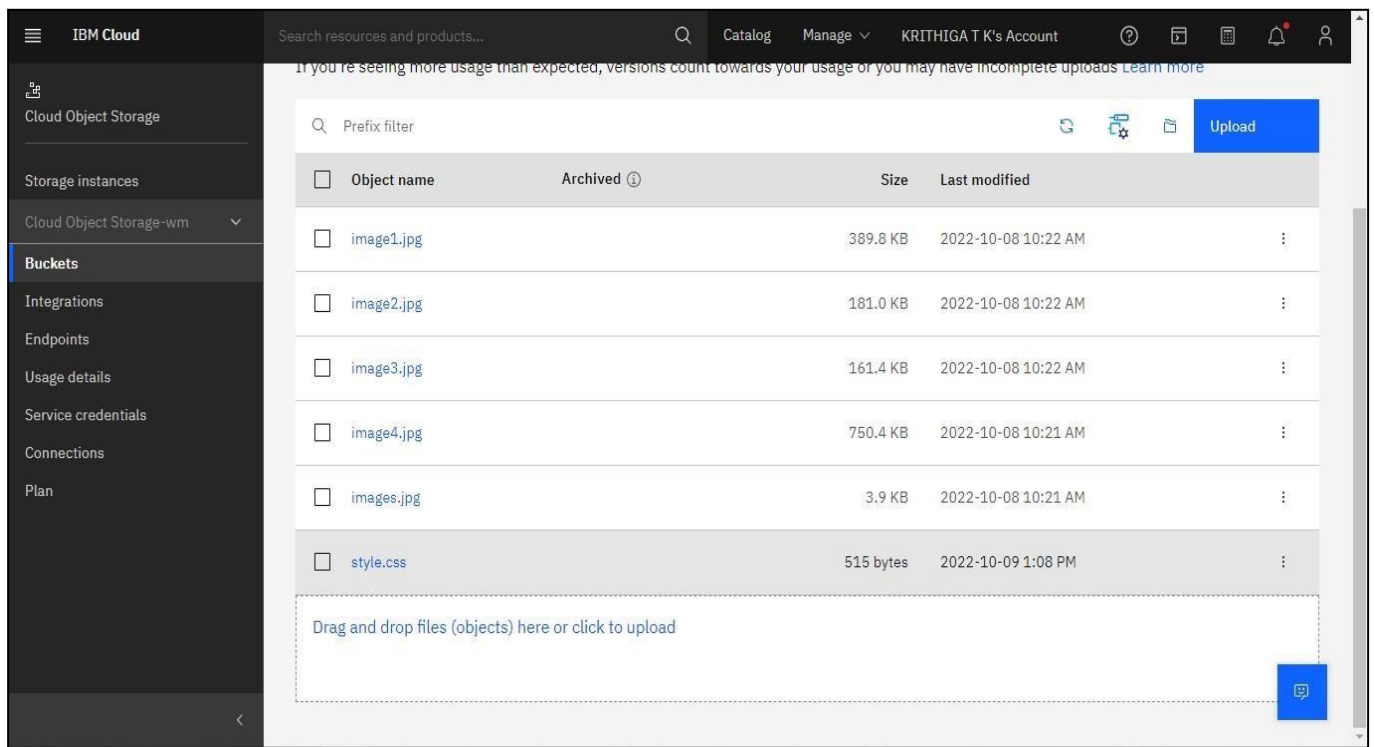 IBM Cloud
Search resources and products...
Catalog
Manage
KRITHIGA T K's Account
Cloud Object Storage
Storage instances
Cloud Object Storage-wm
Buckets
Integrations
Endpoints
Usage details
Service credentials
Connections
Plan
If you're seeing more usage than expected, versions count towards your usage or you may have incomplete uploads Learn more
Prefix filter
Upload
Object name Archived Size Last modified
image1.jpg 389.8 KB 2022-10-08 10:22 AM
image2.jpg 181.0 KB 2022-10-08 10:22 AM
image3.jpg 161.4 KB 2022-10-08 10:22 AM
image4.jpg 750.4 KB 2022-10-08 10:21 AM
images.jpg 3.9 KB 2022-10-08 10:21 AM
style.css 515 bytes 2022-10-09 1:08 PM
Drag and drop files (objects) here or click to upload